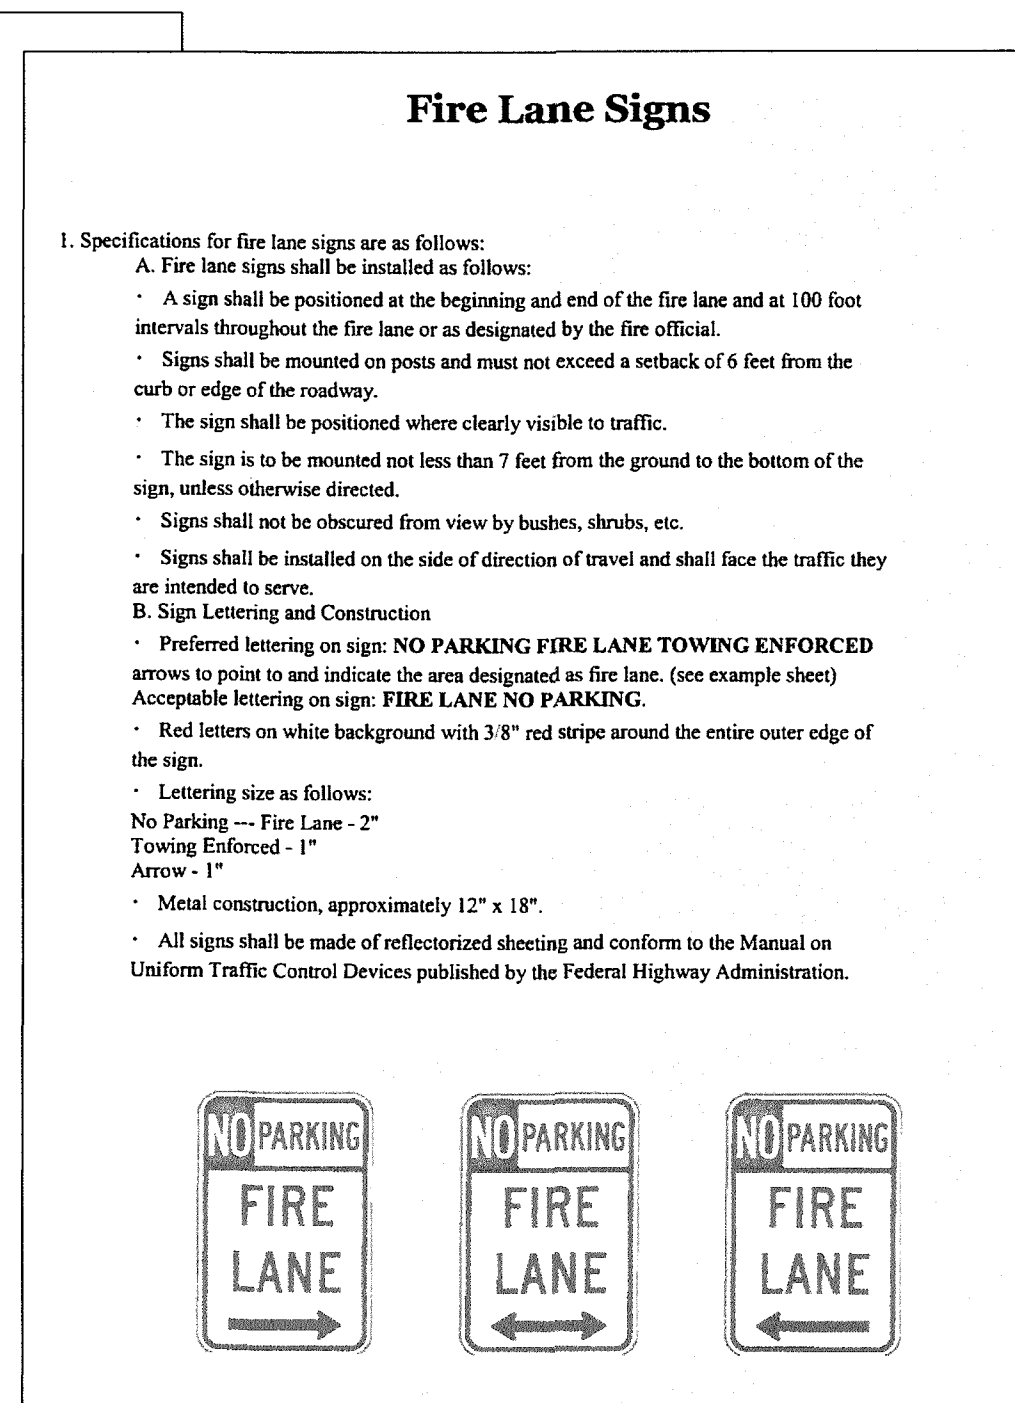 Fire Lane Signs
1. Specifications for fire lane signs are as follows:
A. Fire lane signs shall be installed as follows:
· A sign shall be positioned at the beginning and end of the fire lane and at 100 foot
intervals throughout the fire lane or as designated by the fire official.
· Signs shall be mounted on posts and must not exceed a setback of 6 feet from the
curb or edge of the roadway.
· The sign shall be positioned where clearly visible to traffic.
· The sign is to be mounted not less than 7 feet from the ground to the bottom of the
sign, unless otherwise directed.
· Signs shall not be obscured from view by bushes, shrubs, etc.
· Signs shall be installed on the side of direction of travel and shall face the traffic they
are intended to serve.
B. Sign Lettering and Construction
· Preferred lettering on sign: NO PARKING FIRE LANE TOWING ENFORCED
arrows to point to and indicate the area designated as fire lane. (see example sheet)
Acceptable lettering on sign: FIRE LANE NO PARKING.
· Red letters on white background with 3/8" red stripe around the entire outer edge of
the sign.
· Lettering size as follows:
No Parking --- Fire Lane - 2"
Towing Enforced - 1"
Arrow - 1"
· Metal construction, approximately 12" x 18".
· All signs shall be made of reflectorized sheeting and conform to the Manual on
Uniform Traffic Control Devices published by the Federal Highway Administration.
NO PARKING
FIRE
LANE
NO PARKING
FIRE
LANE
NO PARKING
FIRE
LANE